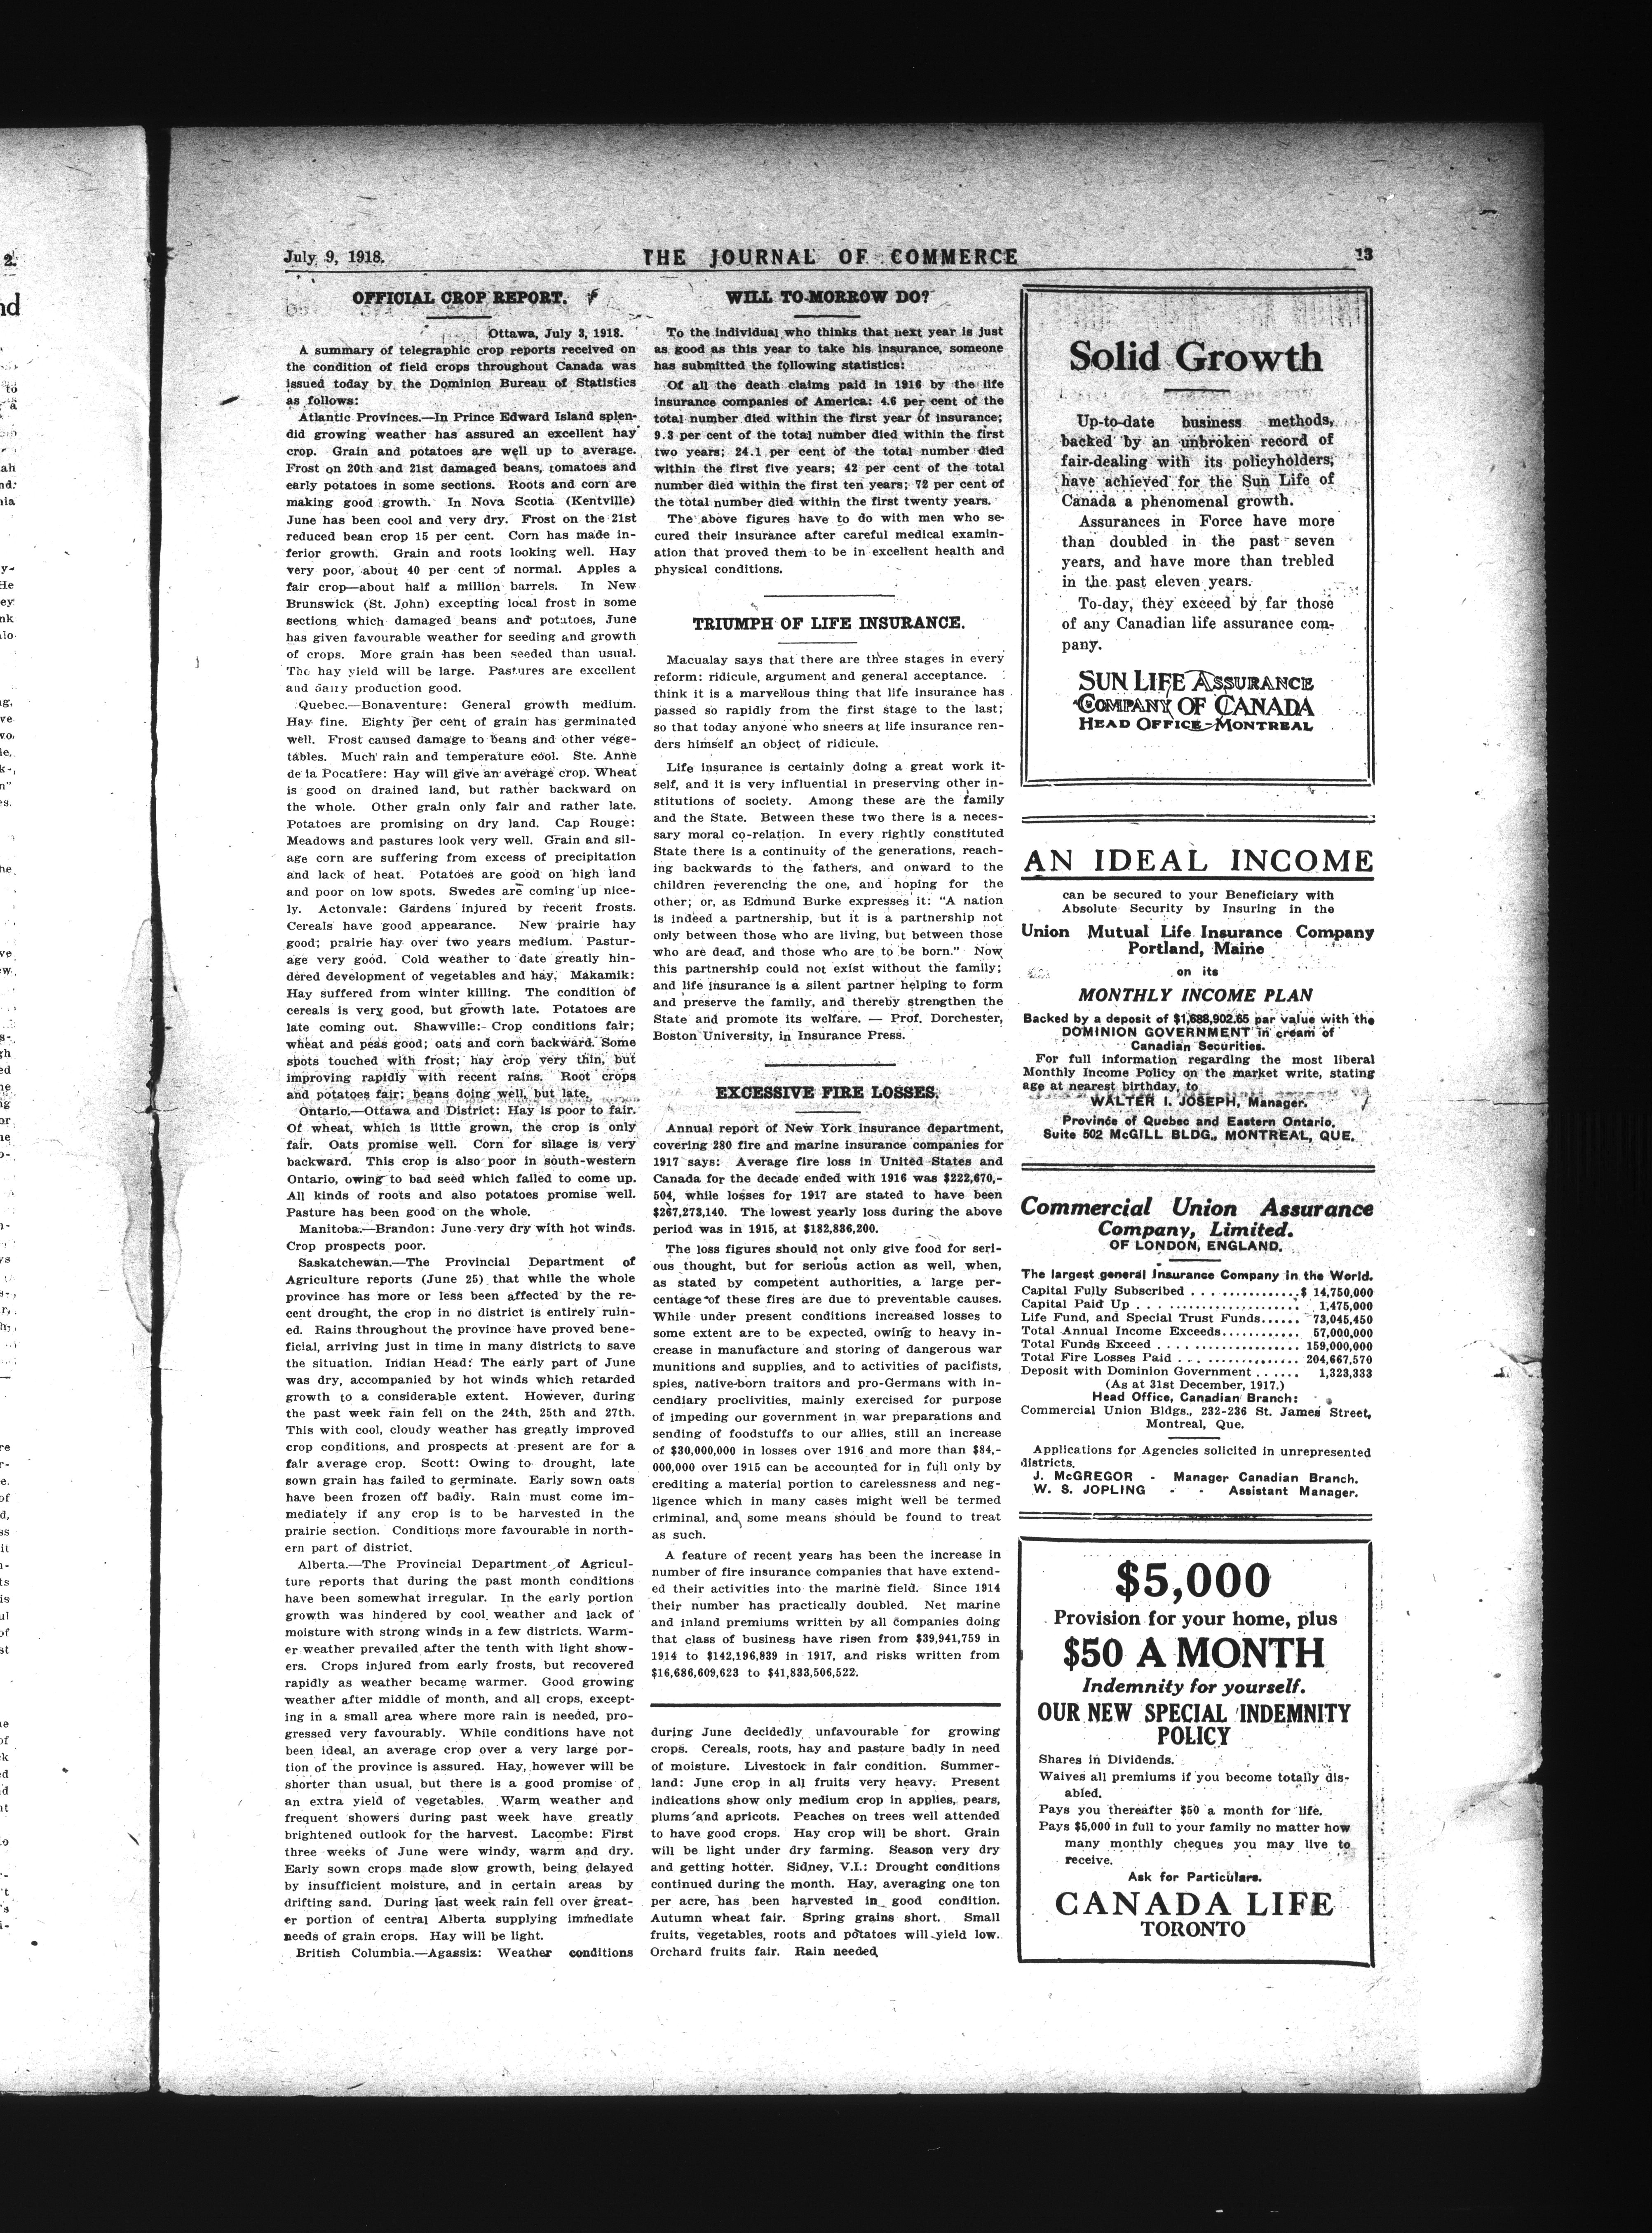 July 9, 1918.
THE JOURNAL OF COMMERCE
13
OFFICIAL CROP REPORT.
Ottawa, July 3, 1918.
A summary of telegraphic crop reports received on
the condition of field crops throughout Canada was
issued today by the Dominion Bureau of Statistics
as follows:
Atlantic Provinces.—In Prince Edward Island splen-
did growing weather has assured an excellent hay
crop. Grain and potatoes are well up to average.
Frost on 20th and 21st damaged beans, tomatoes and
early potatoes in some sections. Roots and corn are
making good growth. In Nova Scotia (Kentville)
June has been cool and very dry. Frost on the 21st
reduced bean crop 15 per cent. Corn has made in-
ferior growth. Grain and roots looking well. Hay
very poor, about 40 per cent of normal. Apples a
fair crop—about half a million barrels. In New
Brunswick (St. John) excepting local frost in some
sections which damaged beans and potatoes, June
has given favourable weather for seeding and growth
of crops. More grain has been seeded than usual.
The hay yield will be large. Pastures are excellent
and dairy production good.
Quebec.—Bonaventure: General growth medium.
Hay fine. Eighty per cent of grain has germinated
well. Frost caused damage to beans and other vege-
tables. Much rain and temperature cool. Ste. Anne
de la Pocatiere: Hay will give an average crop. Wheat
is good on drained land, but rather backward on
the whole. Other grain only fair and rather late.
Potatoes are promising on dry land. Cap Rouge:
Meadows and pastures look very well. Grain and sil-
age corn are suffering from excess of precipitation
and lack of heat. Potatoes are good on high land
and poor on low spots. Swedes are coming up nice-
ly. Actonvale: Gardens injured by recent frosts.
Cereals have good appearance. New prairie hay
good; prairie hay over two years medium. Pastur-
age very good. Cold weather to date greatly hin-
dered development of vegetables and hay. Makamik:
Hay suffered from winter killing. The condition of
cereals is very good, but growth late. Potatoes are
late coming out. Shawville: Crop conditions fair;
wheat and peas good; oats and corn backward. Some
spots touched with frost; hay crop very thin, but
improving rapidly with recent rains. Root crops
and potatoes fair; beans doing well, but late.
Ontario.—Ottawa and District: Hay is poor to fair.
Of wheat, which is little grown, the crop is only
fair. Oats promise well. Corn for silage is very
backward. This crop is also poor in south-western
Ontario, owing to bad seed which failed to come up.
All kinds of roots and also potatoes promise well.
Pasture has been good on the whole.
Manitoba.—Brandon: June very dry with hot winds.
Crop prospects poor.
Saskatchewan.—The Provincial Department of
Agriculture reports (June 25) that while the whole
province has more or less been affected by the re-
cent drought, the crop in no district is entirely ruin-
ed. Rains throughout the province have proved bene-
ficial, arriving just in time in many districts to save
the situation. Indian Head: The early part of June
was dry, accompanied by hot winds which retarded
growth to a considerable extent. However, during
the past week rain fell on the 24th, 25th and 27th.
This with cool, cloudy weather has greatly improved
crop conditions, and prospects at present are for a
fair average crop. Scott: Owing to drought, late
sown grain has failed to germinate. Early sown oats
have been frozen off badly. Rain must come im-
mediately if any crop is to be harvested in the
prairie section. Conditions more favourable in north-
ern part of district.
Alberta.—The Provincial Department of Agricul-
ture reports that during the past month conditions
have been somewhat irregular. In the early portion
growth was hindered by cool weather and lack of
moisture with strong winds in a few districts. Warm-
er weather prevailed after the tenth with light show-
ers. Crops injured from early frosts, but recovered
rapidly as weather became warmer. Good growing
weather after middle of month, and all crops, except-
ing in a small area where more rain is needed, pro-
gressed very favourably. While conditions have not
been ideal, an average crop over a very large por-
tion of the province is assured. Hay, however will be
shorter than usual, but there is a good promise of
an extra yield of vegetables. Warm weather and
frequent showers during past week have greatly
brightened outlook for the harvest. Lacombe: First
three weeks of June were windy, warm and dry.
Early sown crops made slow growth, being delayed
by insufficient moisture, and in certain areas by
drifting sand. During last week rain fell over great-
er portion of central Alberta supplying immediate
needs of grain crops. Hay will be light.
British Columbia.—Agassiz: Weather conditions
WILL TO-MORROW DO?
To the individual who thinks that next year is just
as good as this year to take his insurance, someone
has submitted the following statistics:
Of all the death claims paid in 1916 by the life
insurance companies of America: 4.6 per cent of the
total number died within the first year of insurance;
9.3 per cent of the total number died within the first
two years; 24.1 per cent of the total number died
within the first five years; 42 per cent of the total
number died within the first ten years; 72 per cent of
the total number died within the first twenty years.
The above figures have to do with men who se-
cured their insurance after careful medical examin-
ation that proved them to be in excellent health and
physical conditions.
TRIUMPH OF LIFE INSURANCE.
Macualay says that there are three stages in every
reform: ridicule, argument and general acceptance.
think it is a marvellous thing that life insurance has
passed so rapidly from the first stage to the last;
so that today anyone who sneers at life insurance ren-
ders himself an object of ridicule.
Life insurance is certainly doing a great work it-
self, and it is very influential in preserving other in-
stitutions of society. Among these are the family
and the State. Between these two there is a neces-
sary moral co-relation. In every rightly constituted
State there is a continuity of the generations, reach-
ing backwards to the fathers, and onward to the
children reverencing the one, and hoping for the
other; or, as Edmund Burke expresses it: "A nation
is indeed a partnership, but it is a partnership not
only between those who are living, but between those
who are dead, and those who are to be born." Now
this partnership could not exist without the family;
and life insurance is a silent partner helping to form
and preserve the family, and thereby strengthen the
State and promote its welfare. — Prof. Dorchester,
Boston University, in Insurance Press.
EXCESSIVE FIRE LOSSES.
Annual report of New York insurance department,
covering 280 fire and marine insurance companies for
1917 says: Average fire loss in United States and
Canada for the decade ended with 1916 was $222,670,-
504, while losses for 1917 are stated to have been
$267,273,140. The lowest yearly loss during the above
period was in 1915, at $182,836,200.
The loss figures should not only give food for seri-
ous thought, but for serious action as well, when,
as stated by competent authorities, a large per-
centage of these fires are due to preventable causes.
While under present conditions increased losses to
some extent are to be expected, owing to heavy in-
crease in manufacture and storing of dangerous war
munitions and supplies, and to activities of pacifists,
spies, native-born traitors and pro-Germans with in-
cendiary proclivities, mainly exercised for purpose
of impeding our government in war preparations and
sending of foodstuffs to our allies, still an increase
of $30,000,000 in losses over 1916 and more than $84,-
000,000 over 1915 can be accounted for in full only by
crediting a material portion to carelessness and neg-
ligence which in many cases might well be termed
criminal, and some means should be found to treat
as such.
A feature of recent years has been the increase in
number of fire insurance companies that have extend-
ed their activities into the marine field. Since 1914
their number has practically doubled. Net marine
and inland premiums written by all companies doing
that class of business have risen from $39,941,759 in
1914 to $142,196,839 in 1917, and risks written from
$16,686,609,623 to $41,833,506,522.
during June decidedly unfavourable for growing
crops. Cereals, roots, hay and pasture badly in need
of moisture. Livestock in fair condition. Summer-
land: June crop in all fruits very heavy. Present
indications show only medium crop in applies, pears,
plums and apricots. Peaches on trees well attended
to have good crops. Hay crop will be short. Grain
will be light under dry farming. Season very dry
and getting hotter. Sidney, V.I.: Drought conditions
continued during the month. Hay, averaging one ton
per acre, has been harvested in good condition.
Autumn wheat fair. Spring grains short. Small
fruits, vegetables, roots and potatoes will yield low.
Orchard fruits fair. Rain needed
Solid Growth
Up-to-date business methods,
backed by an unbroken record of
fair-dealing with its policyholders,
have achieved for the Sun Life of
Canada a phenomenal growth.
Assurances in Force have more
than doubled in the past seven
years, and have more than trebled
in the past eleven years.
To-day, they exceed by far those
of any Canadian life assurance com-
pany.
SUN LIFE ASSURANCE
COMPANY OF CANADA
HEAD OFFICE-MONTREAL
AN IDEAL INCOME
can be secured to your Beneficiary with
Absolute Security by Insuring in the
Union Mutual Life Insurance Company
Portland, Maine
on its
MONTHLY INCOME PLAN
Backed by a deposit of $1,688,902.65 par value with the
DOMINION GOVERNMENT in cream of
Canadian Securities.
For full information regarding the most liberal
Monthly Income Policy on the market write, stating
age at nearest birthday, to
WALTER I. JOSEPH, Manager.
Province of Quebec and Eastern Ontario.
Suite 502 McGILL BLDG., MONTREAL, QUE.
Commercial Union Assurance
Company, Limited.
OF LONDON, ENGLAND.
The largest general Insurance Company in the World.
Capital Fully Subscribed . . . . . . . . . . . . . . $ 14,750,000
Capital Paid Up . . . . . . . . . . . . . . . . . . 1,475,000
Life Fund, and Special Trust Funds...... 73,045,450
Total Annual Income Exceeds............ 57,000,000
Total Funds Exceed . . . . . . . . . . . . . . . 159,000,000
Total Fire Losses Paid . . . . . . . . . . . . 204,667,570
Deposit with Dominion Government . . . . . . 1,323,333
(As at 31st December, 1917.)
Head Office, Canadian Branch:
Commercial Union Bldgs., 232-236 St. James Street,
Montreal, Que.
Applications for Agencies solicited in unrepresented
districts.
J. McGREGOR - Manager Canadian Branch.
W. S. JOPLING - - Assistant Manager.
$5,000
Provision for your home, plus
$50 A MONTH
Indemnity for yourself.
OUR NEW SPECIAL INDEMNITY
POLICY
Shares in Dividends.
Waives all premiums if you become totally dis-
abled.
Pays you thereafter $50 a month for life.
Pays $5,000 in full to your family no matter how
many monthly cheques you may live to
receive.
Ask for Particulars.
CANADA LIFE
TORONTO